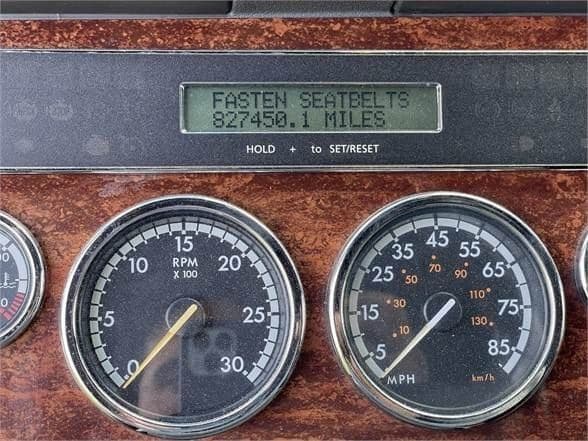 FASTEN SEATBELTS
827450.1 MILES
HOLD + to SET/RESET
0 5 10 15 20 25 30
RPM
X 100
5 15 25 35 45 55 65 75 85
10 30 50 70 90 110 130
MPH
km/h